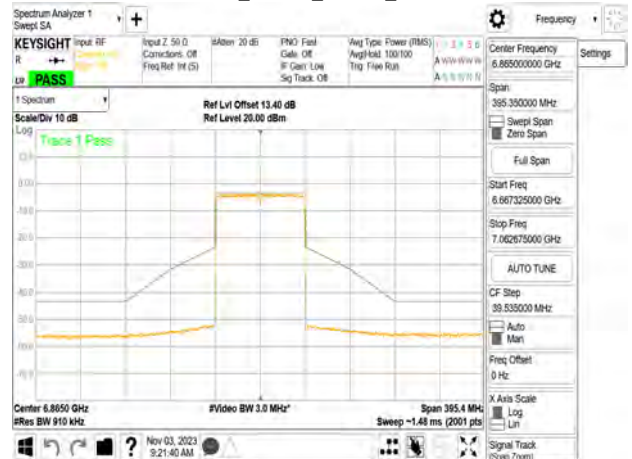 Spectrum Analyzer 1
Swept SA
+
Frequency
KEYSIGHT
Input: RF
Input Z: 50 Ω
#Atten: 20 dB
PNO: Fast
Avg Type: Power (RMS)
Corrections: Off
Gate: Off
Avg|Hold: 100/100
R
Freq Ref: Int (S)
IF Gain: Low
Trig: Free Run
Sig Track: Off
PASS
Center Frequency
6.865000000 GHz
Settings
Span
395.350000 MHz
Swept Span
Zero Span
Full Span
Start Freq
6.667325000 GHz
Stop Freq
7.062675000 GHz
AUTO TUNE
CF Step
39.535000 MHz
Auto
Man
Freq Offset
0 Hz
X Axis Scale
Log
Lin
Signal Track
(Span Zoom)
1 Spectrum
Scale/Div 10 dB
Ref Lvl Offset 13.40 dB
Ref Level 20.00 dBm
Log
Trace 1 Pass
Center 6.8650 GHz
#Video BW 3.0 MHz*
Span 395.4 MHz
#Res BW 910 kHz
Sweep ~1.48 ms (2001 pts
?
Nov 03, 2023
9:21:40 AM